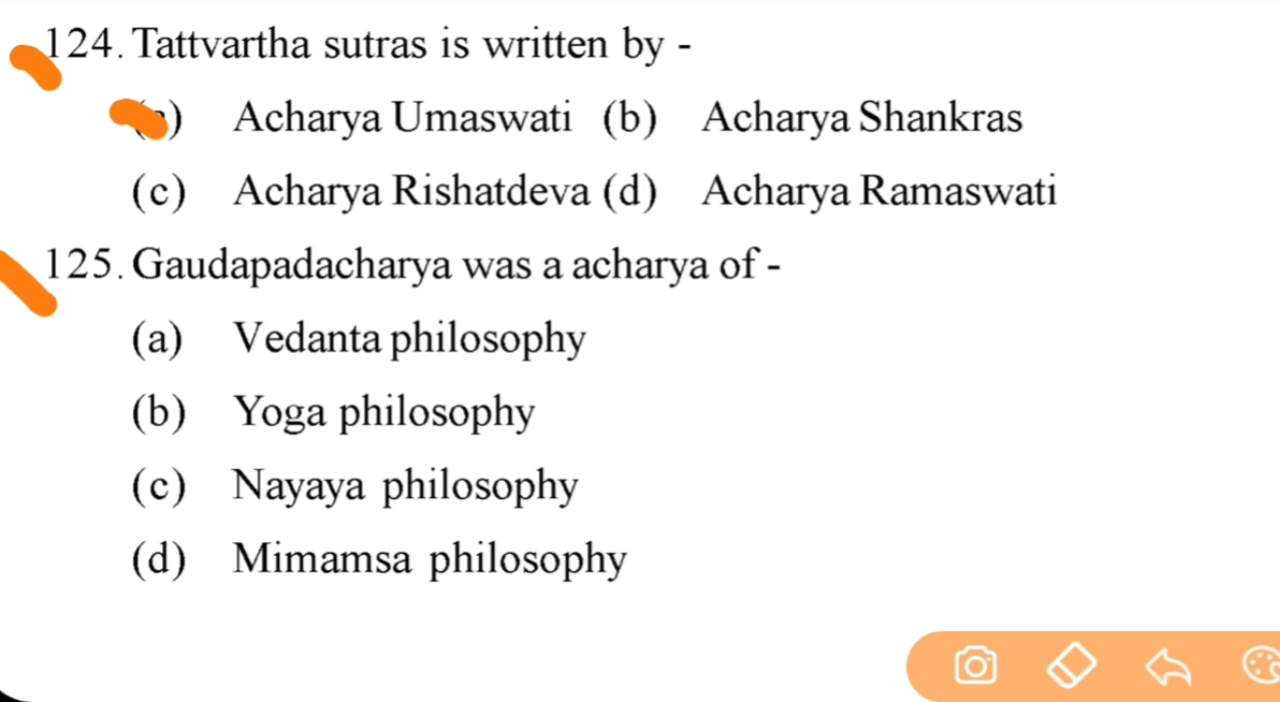 124. Tattvartha sutras is written by -
Acharya Umaswati (b) Acharya Shankras
(c) Acharya Rishatdeva (d) Acharya Ramaswati
125. Gaudapadacharya was a acharya of -
(a) Vedanta philosophy
(b) Yoga philosophy
(c) Nayaya philosophy
(d) Mimamsa philosophy